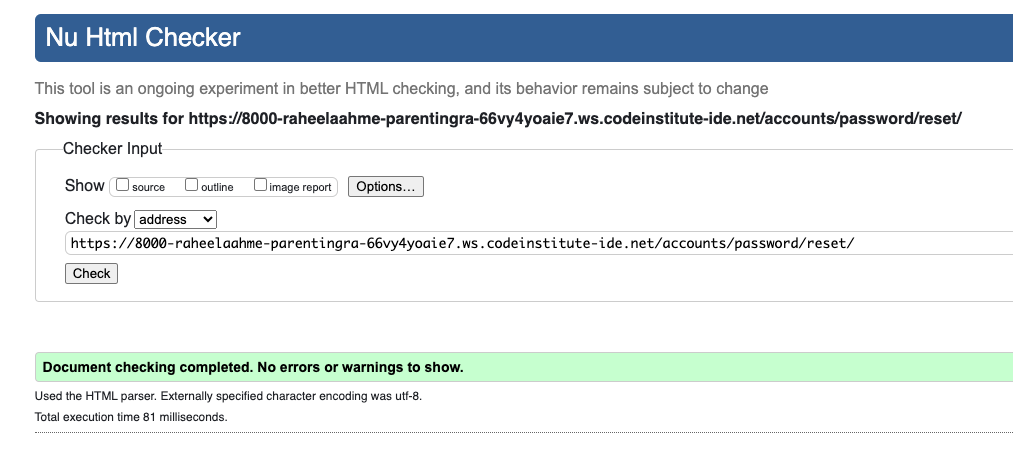 Nu Html Checker
This tool is an ongoing experiment in better HTML checking, and its behavior remains subject to change
Showing results for https://8000-raheelaahme-parentingra-66vy4yoaie7.ws.codeinstitute-ide.net/accounts/password/reset/
Checker Input
Show source outline image report Options...
Check by address
https://8000-raheelaahme-parentingra-66vy4yoaie7.ws.codeinstitute-ide.net/accounts/password/reset/
Check
Document checking completed. No errors or warnings to show.
Used the HTML parser. Externally specified character encoding was utf-8.
Total execution time 81 milliseconds.